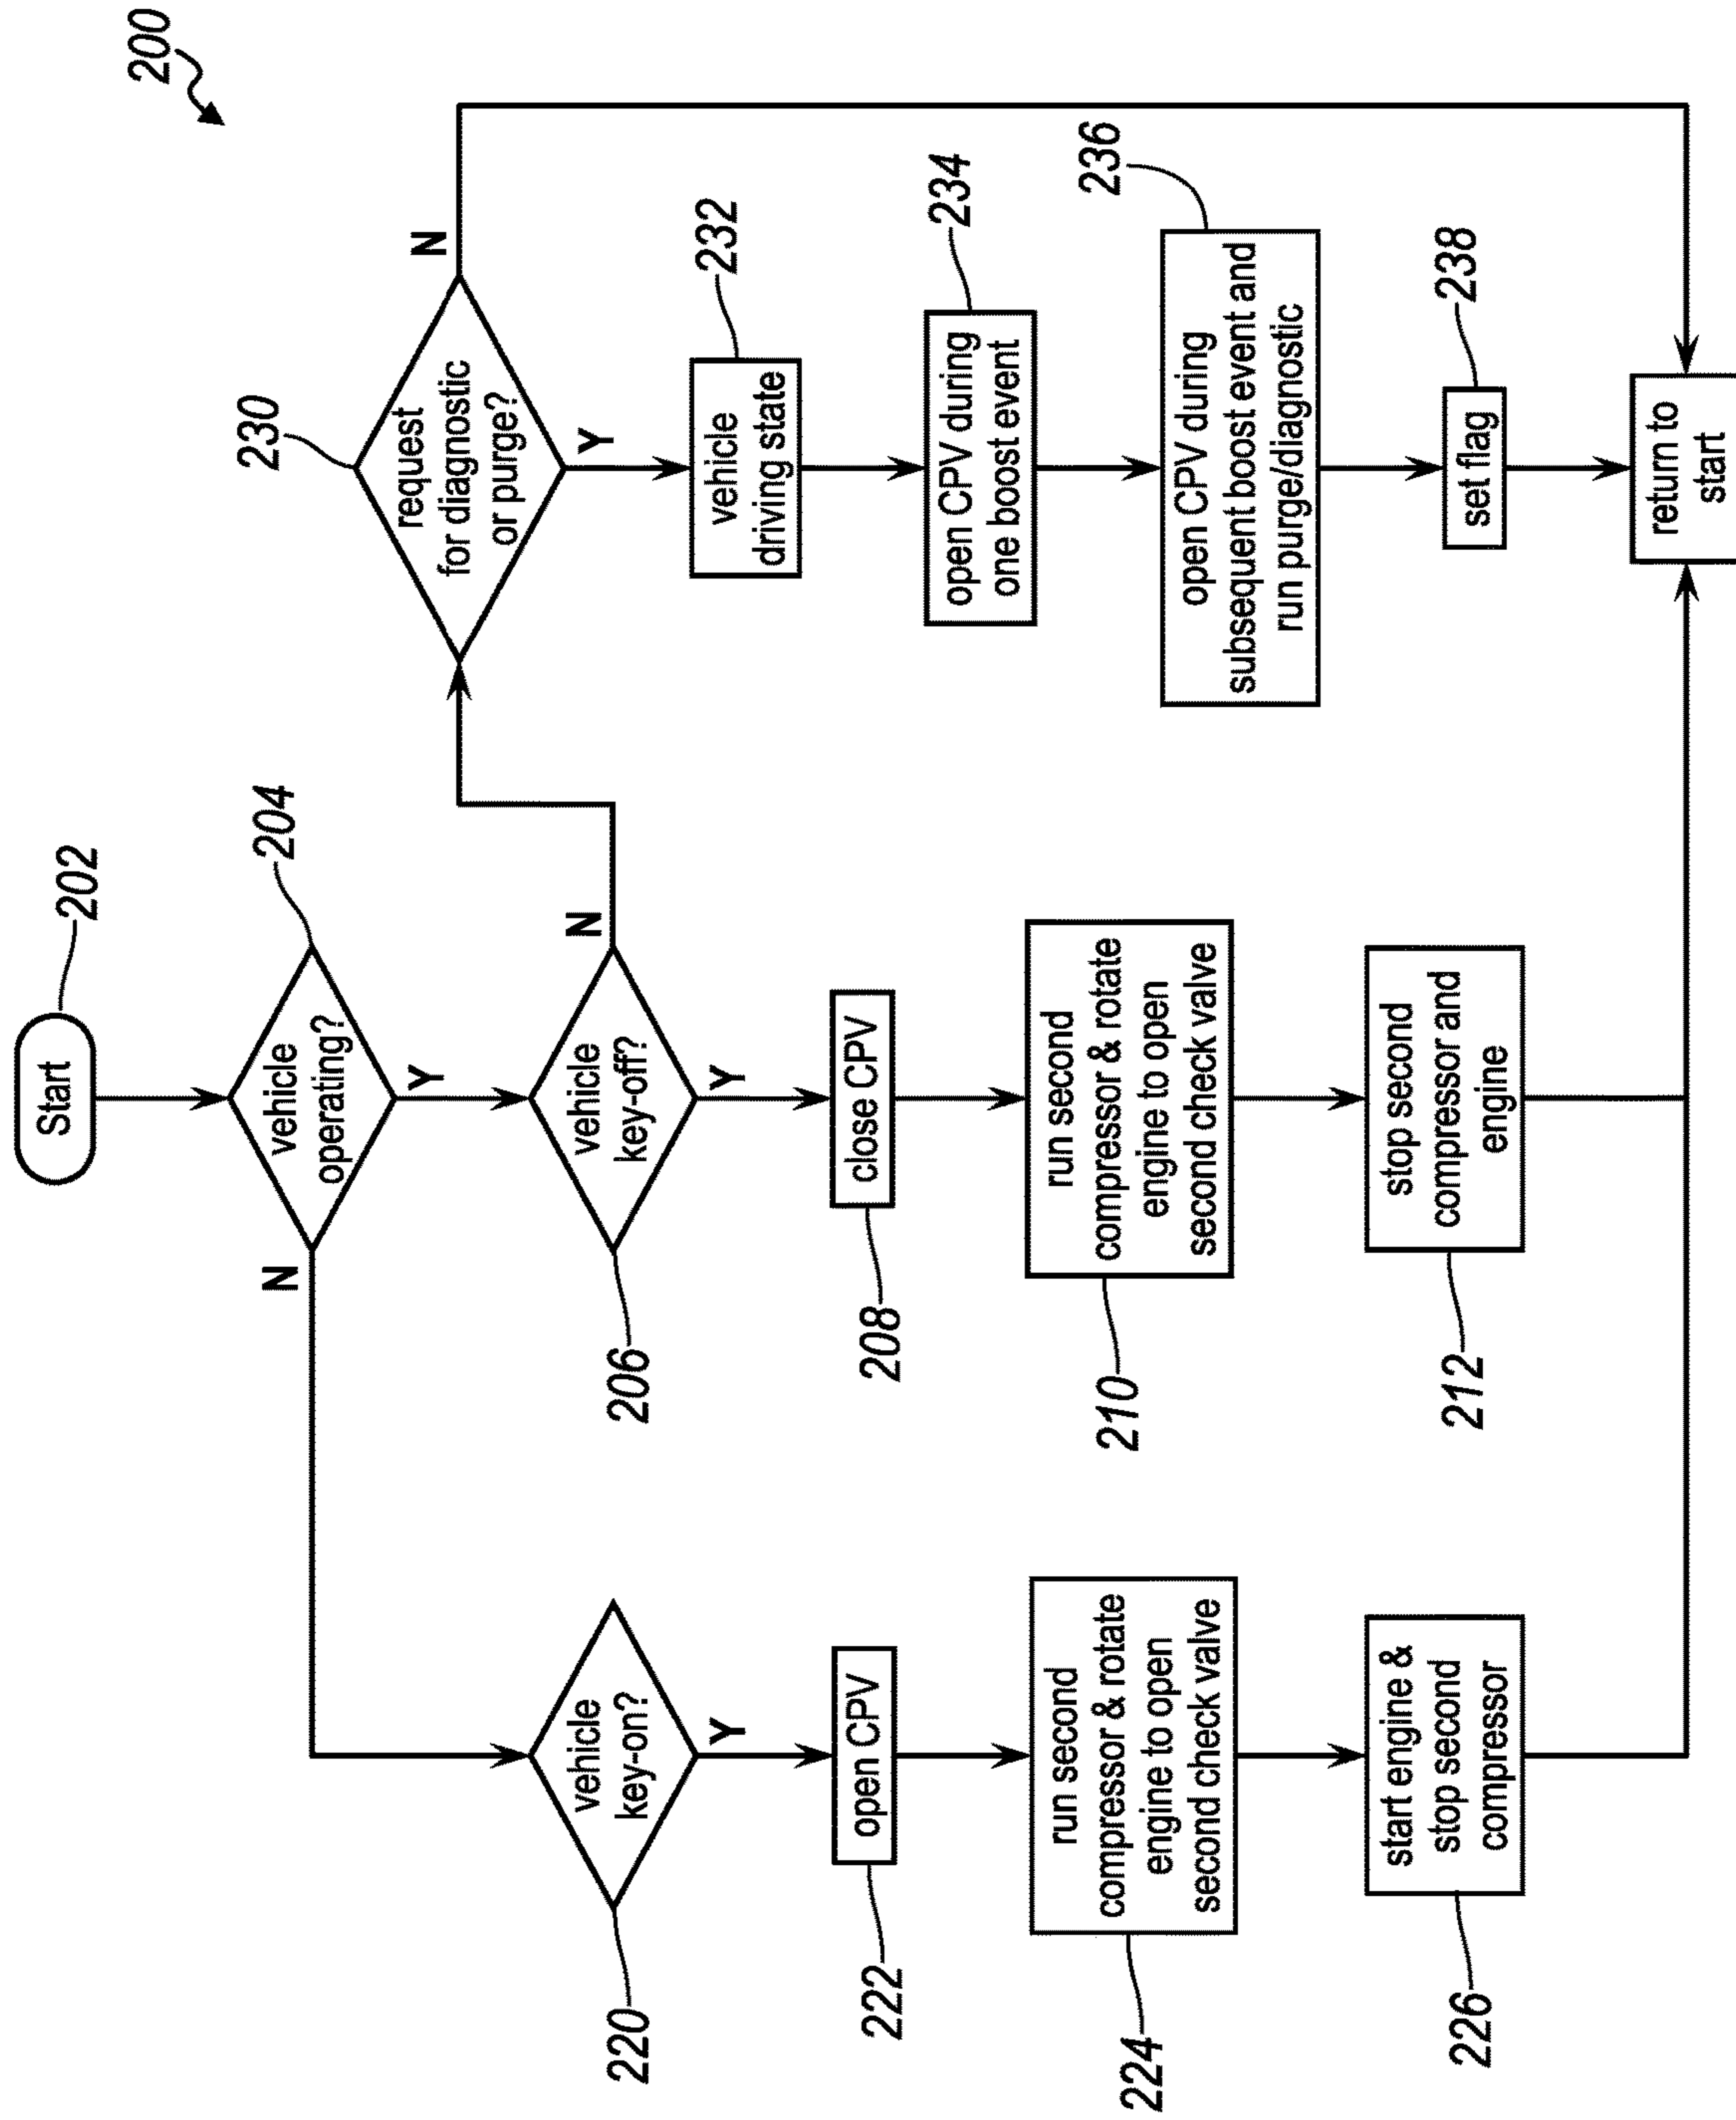 200
Start
202
vehicle
operating?
204
N
Y
vehicle
key-off?
206
N
Y
close CPV
208
run second
compressor & rotate
engine to open
second check valve
210
stop second
compressor and
engine
212
vehicle
key-on?
220
Y
open CPV
222
run second
compressor & rotate
engine to open
second check valve
224
start engine &
stop second
compressor
226
request
for diagnostic
or purge?
230
N
Y
vehicle
driving state
232
open CPV during
one boost event
234
open CPV during
subsequent boost event and
run purge/diagnostic
236
set flag
238
return to
start